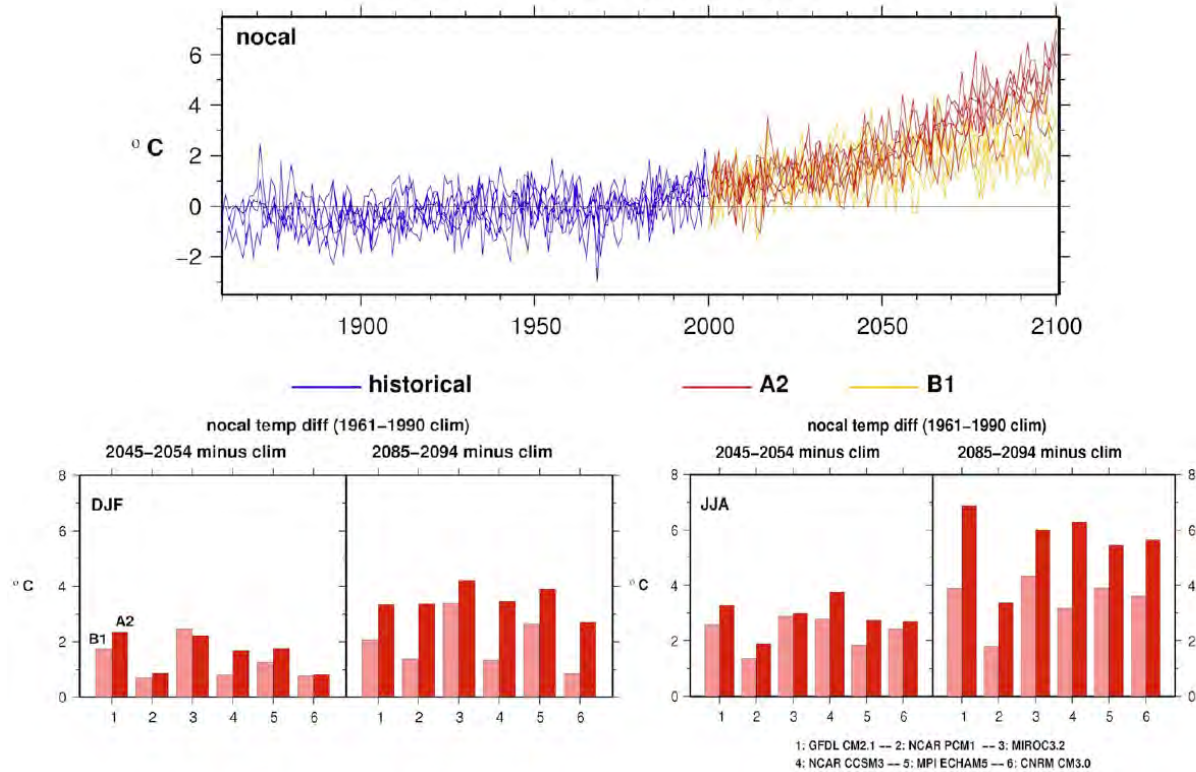 nocal
6
4
° C
2
0
−2
1900 1950 2000 2050 2100
historical A2 B1
nocal temp diff (1961−1990 clim) nocal temp diff (1961−1990 clim)
2045−2054 minus clim 2085−2094 minus clim 2045−2054 minus clim 2085−2094 minus clim
8 8 8
DJF JJA
6 6 6
° C ° C
4 4 4
A2
B1
2 2 2
0 0 0
1 2 3 4 5 6 1 2 3 4 5 6 1 2 3 4 5 6 1 2 3 4 5 6
1: GFDL CM2.1 −− 2: NCAR PCM1 −− 3: MIROC3.2
4: NCAR CCSM3 −− 5: MPI ECHAM5 −− 6: CNRM CM3.0